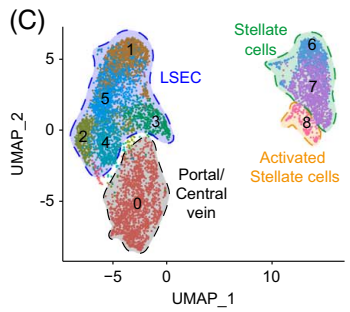 (C)
Stellate
cells
LSEC
Portal/
Central
vein
Activated
Stellate cells
1
5
2
4
3
0
6
7
8
UMAP_2
5
0
-5
-5
0
10
UMAP_1